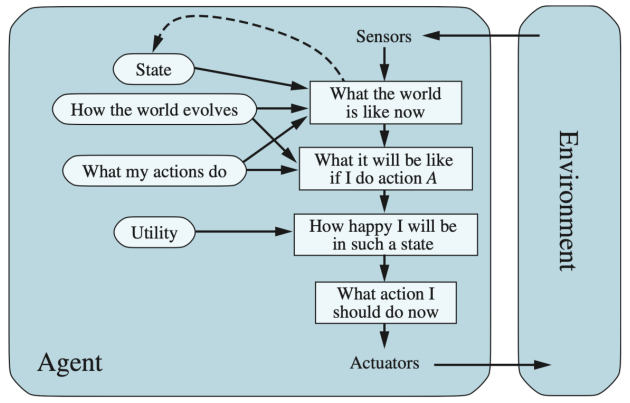 Sensors
State
What the world
is like now
How the world evolves
What it will be like
if I do action A
What my actions do
How happy I will be
in such a state
Utility
What action I
should do now
Agent
Actuators
Environment